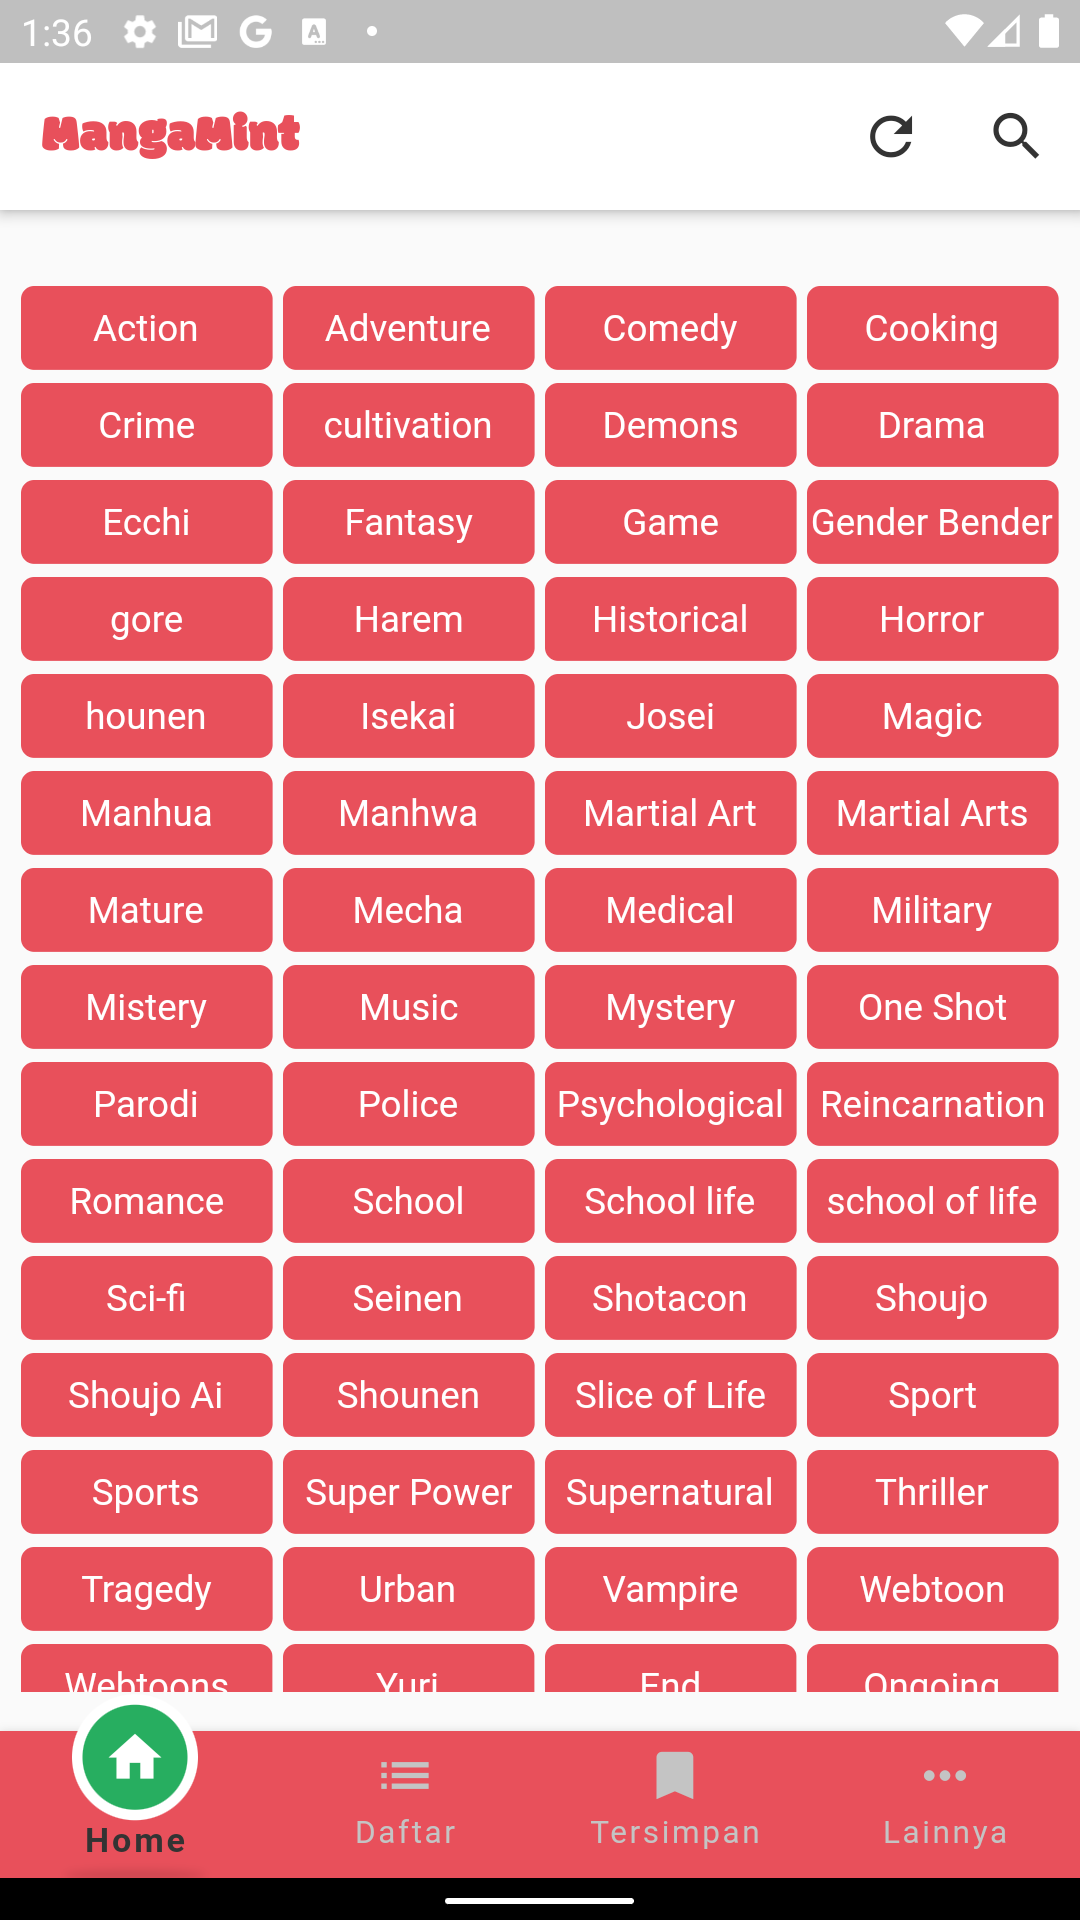 1:36
MangaMint
Action Adventure Comedy Cooking
Crime cultivation Demons Drama
Ecchi Fantasy Game Gender Bender
gore Harem Historical Horror
hounen Isekai Josei Magic
Manhua Manhwa Martial Art Martial Arts
Mature Mecha Medical Military
Mistery Music Mystery One Shot
Parodi Police Psychological Reincarnation
Romance School School life school of life
Sci-fi Seinen Shotacon Shoujo
Shoujo Ai Shounen Slice of Life Sport
Sports Super Power Supernatural Thriller
Tragedy Urban Vampire Webtoon
Webtoons Yuri End Ongoing
Home Daftar Tersimpan Lainnya